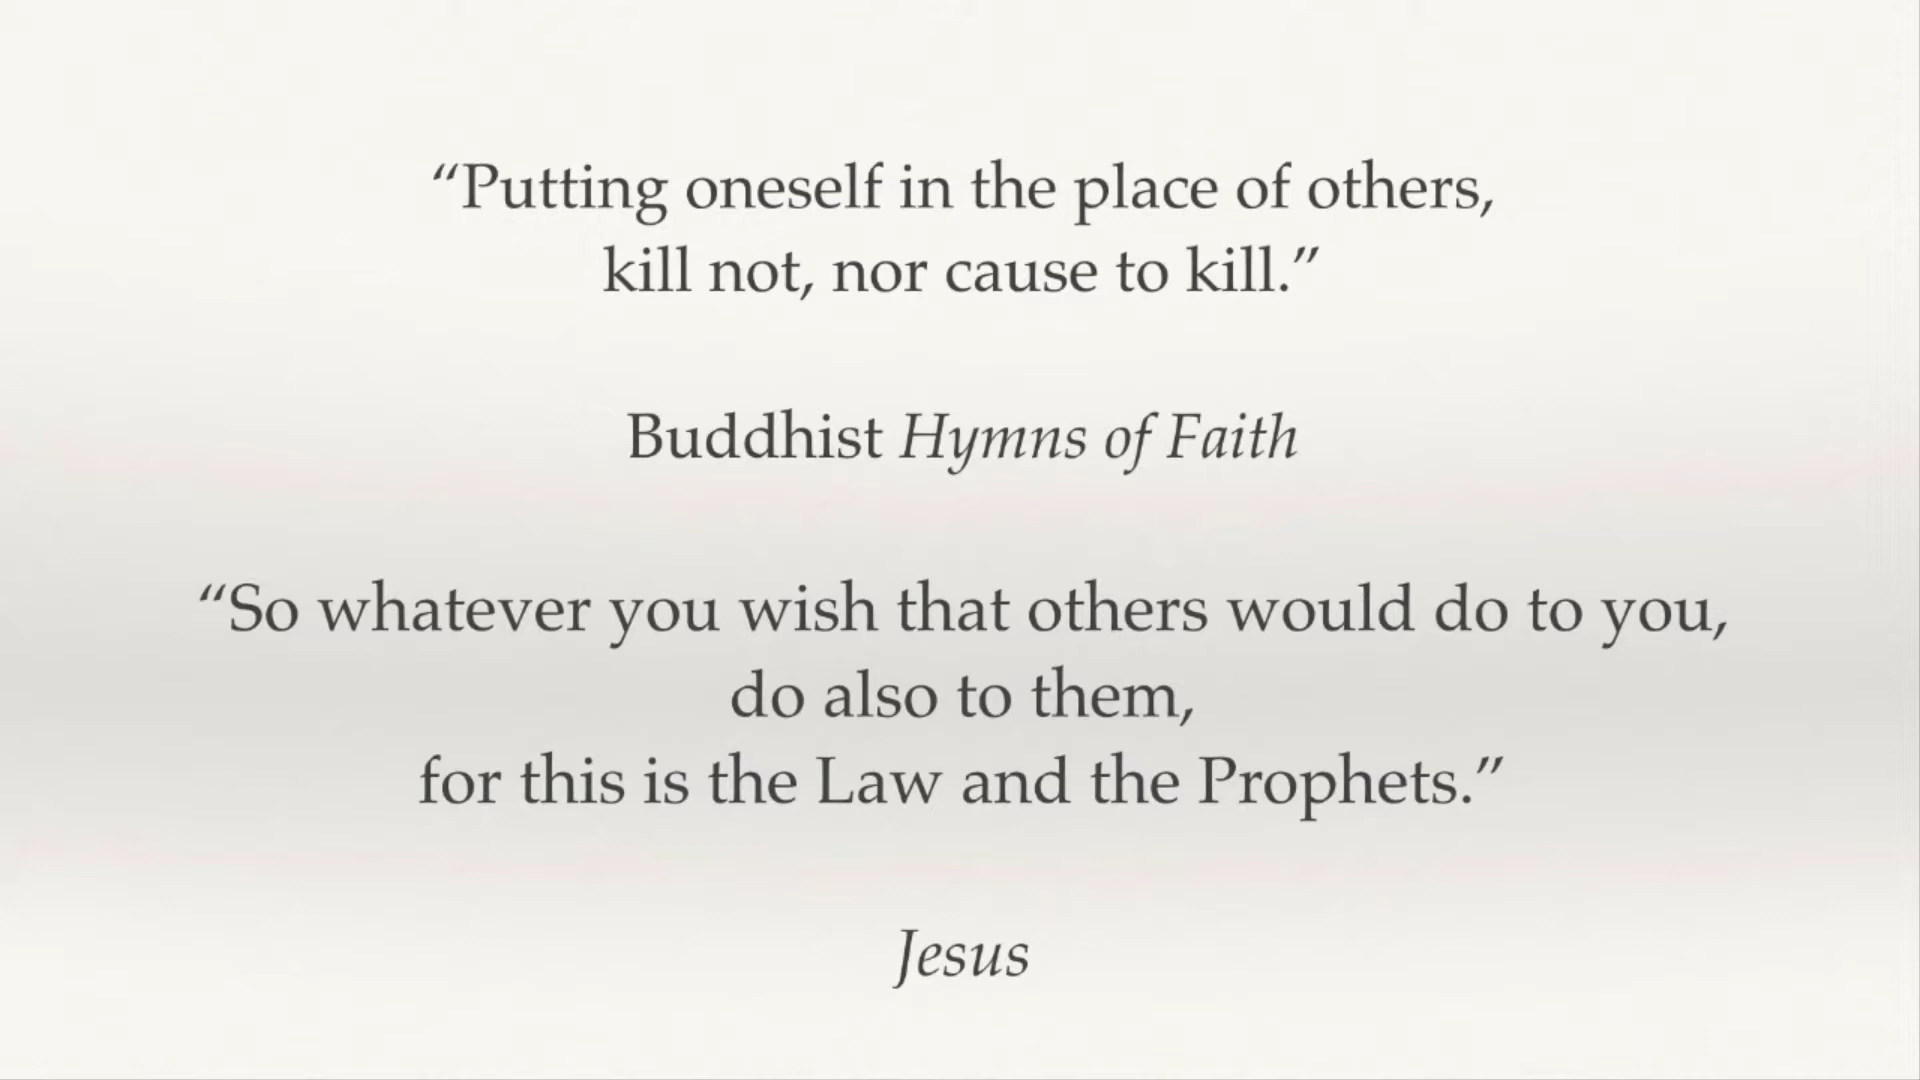 “Putting oneself in the place of others,
kill not, nor cause to kill.”
Buddhist Hymns of Faith
“So whatever you wish that others would do to you,
do also to them,
for this is the Law and the Prophets.”
Jesus